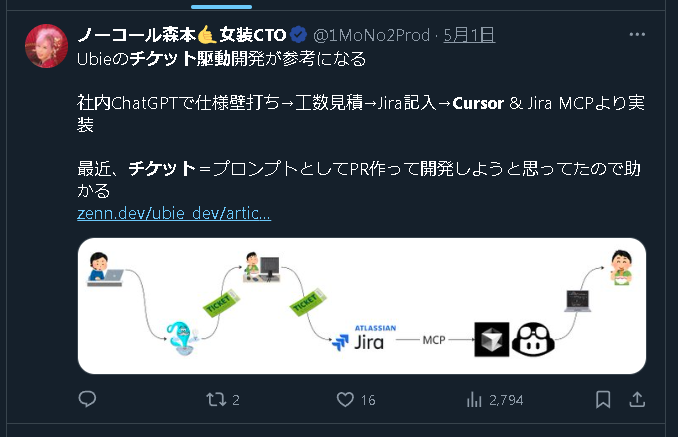 ノーコール森本🤙女装CTO @1MoNo2Prod · 5月1日
Ubieのチケット駆動開発が参考になる
社内ChatGPTで仕様壁打ち→工数見積→Jira記入→Cursor & Jira MCPより実
装
最近、チケット＝プロンプトとしてPR作って開発しようと思ってたので助
かる
zenn.dev/ubie_dev/artic...
TICKET
TICKET
ATLASSIAN
Jira
MCP
2
16
2,794